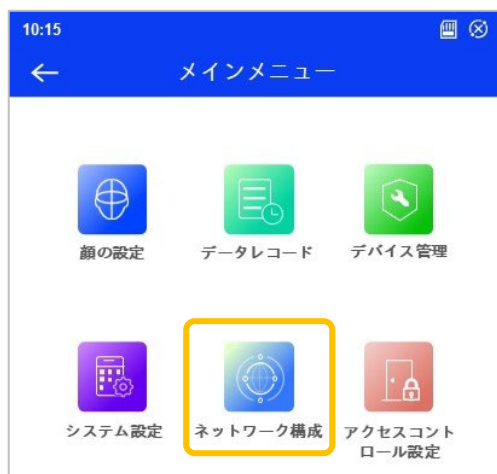 10:15
メインメニュー
顔の設定
データレコード
デバイス管理
システム設定
ネットワーク構成
アクセスコント
ロール設定